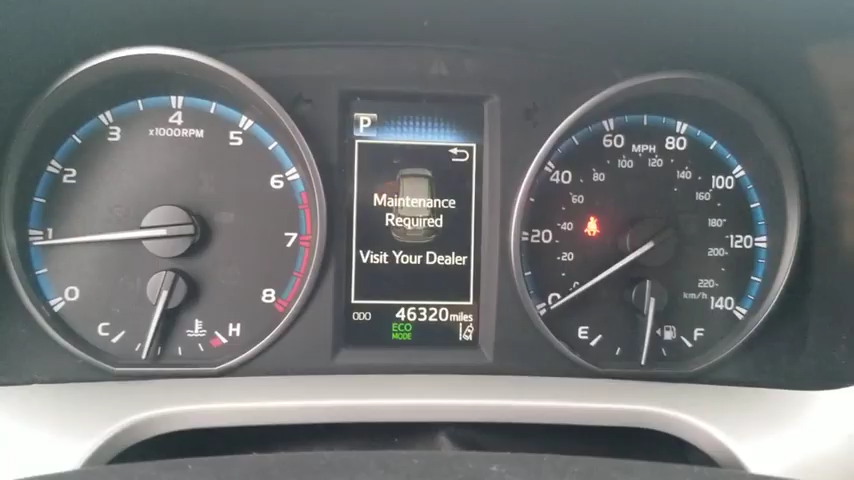 0
1
2
3
4
5
6
7
8
x1000RPM
C
H
P
Maintenance
Required
Visit Your Dealer
ODO 46320 miles
ECO
MODE
0
20
40
60
80
100
120
140
MPH
20
40
60
80
100
120
140
160
180
200
220
km/h
E
F